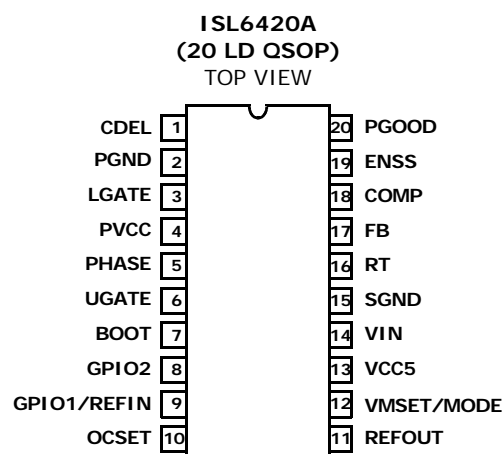 ISL6420A
(20 LD QSOP)
TOP VIEW
CDEL 1
PGND 2
LGATE 3
PVCC 4
PHASE 5
UGATE 6
BOOT 7
GPIO2 8
GPIO1/REFIN 9
OCSET 10
20 PGOOD
19 ENSS
18 COMP
17 FB
16 RT
15 SGND
14 VIN
13 VCC5
12 VMSET/MODE
11 REFOUT